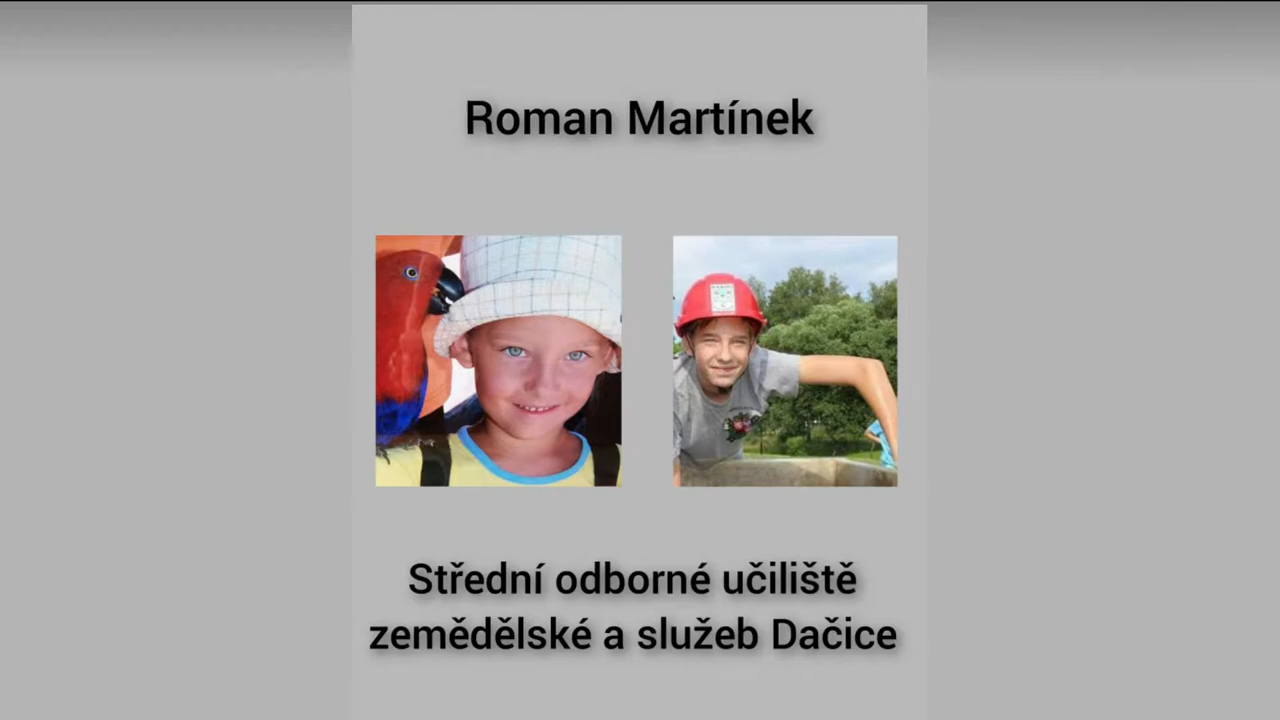 Roman Martínek
Střední odborné učiliště
zemědělské a služeb Dačice